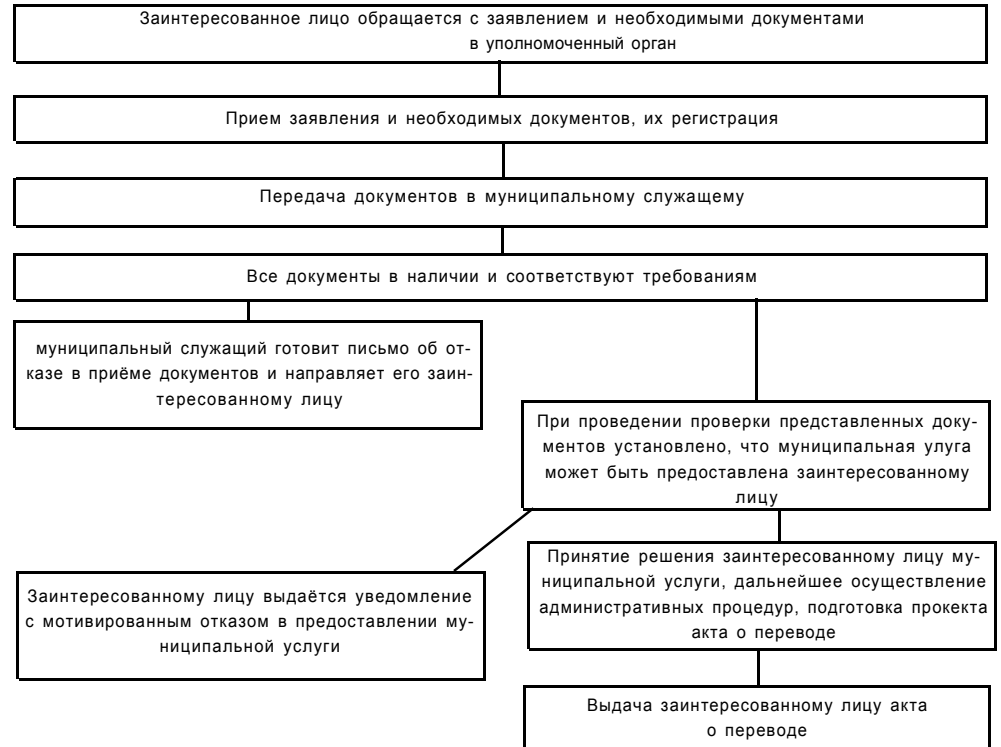 Заинтересованное лицо обращается с заявлением и необходимыми документами
в уполномоченный орган
Прием заявления и необходимых документов, их регистрация
Передача документов в муниципальному служащему
Все документы в наличии и соответствуют требованиям
муниципальный служащий готовит письмо об от-
казе в приёме документов и направляет его заин-
тересованному лицу
При проведении проверки представленных доку-
ментов установлено, что муниципальная улуга
может быть предоставлена заинтересованному
лицу
Заинтересованному лицу выдаётся уведомление
с мотивированным отказом в предоставлении му-
ниципальной услуги
Принятие решения заинтересованному лицу му-
ниципальной услуги, дальнейшее осуществление
административных процедур, подготовка прокекта
акта о переводе
Выдача заинтересованному лицу акта
о переводе